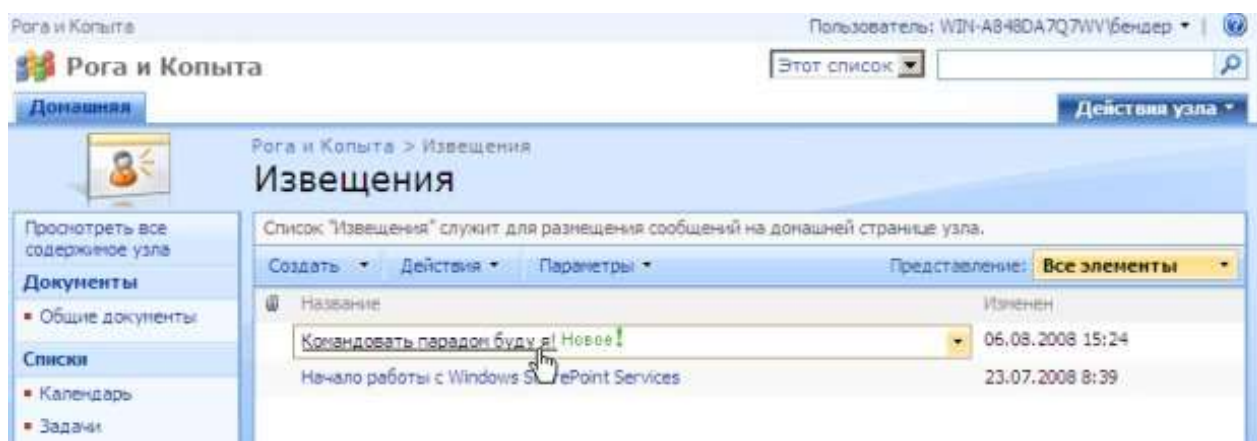 Рога и Копыта
Пользователь: WIN-A848DA7Q7WV\бендер
Рога и Копыта
Этот список
Домашняя
Действия узла
Рога и Копыта > Извещения
Извещения
Просмотреть все содержимое узла
Список "Извещения" служит для размещения сообщений на домашней странице узла.
Создать Действия Параметры Представление: Все элементы
Документы
Название Изменен
Общие документы
Командовать парадом буду я! Новое! 06.08.2008 15:24
Списки
Начало работы с Windows SharePoint Services 23.07.2008 8:39
Календарь
Задачи